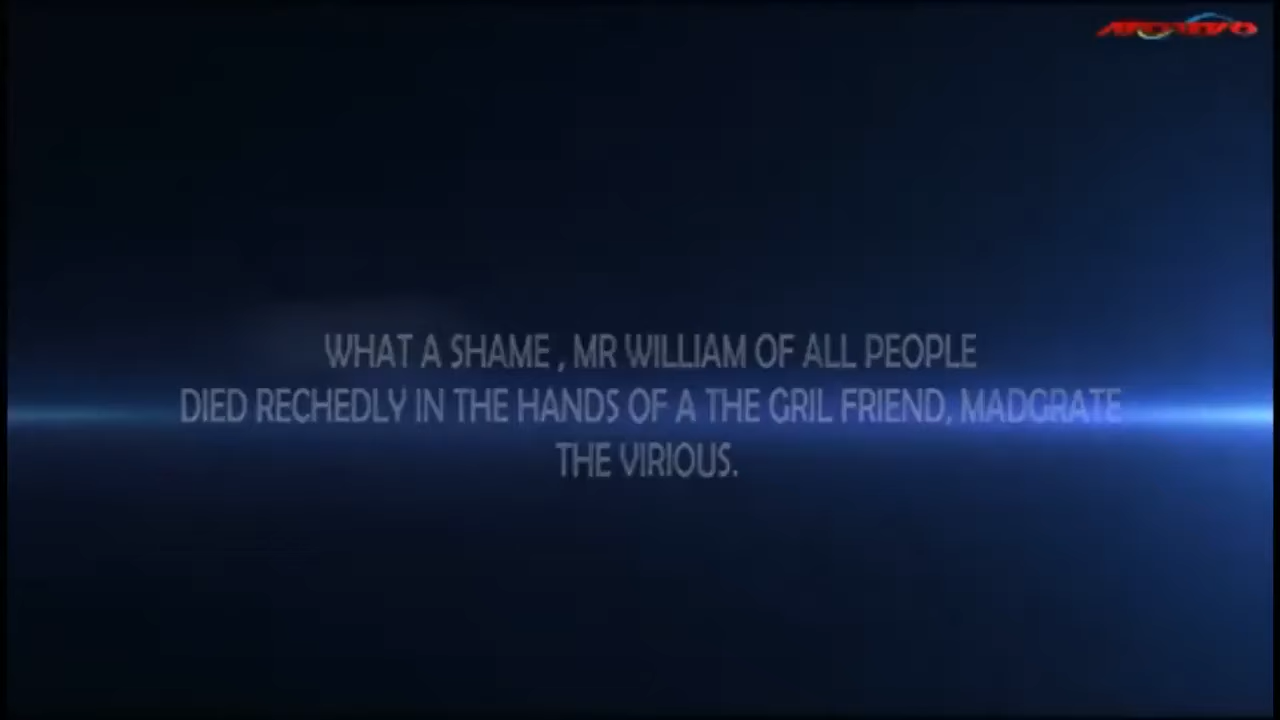 WHAT A SHAME , MR WILLIAM OF ALL PEOPLE
DIED RECHEDLY IN THE HANDS OF A THE GRIL FRIEND, MADGRATE
THE VIRIOUS.